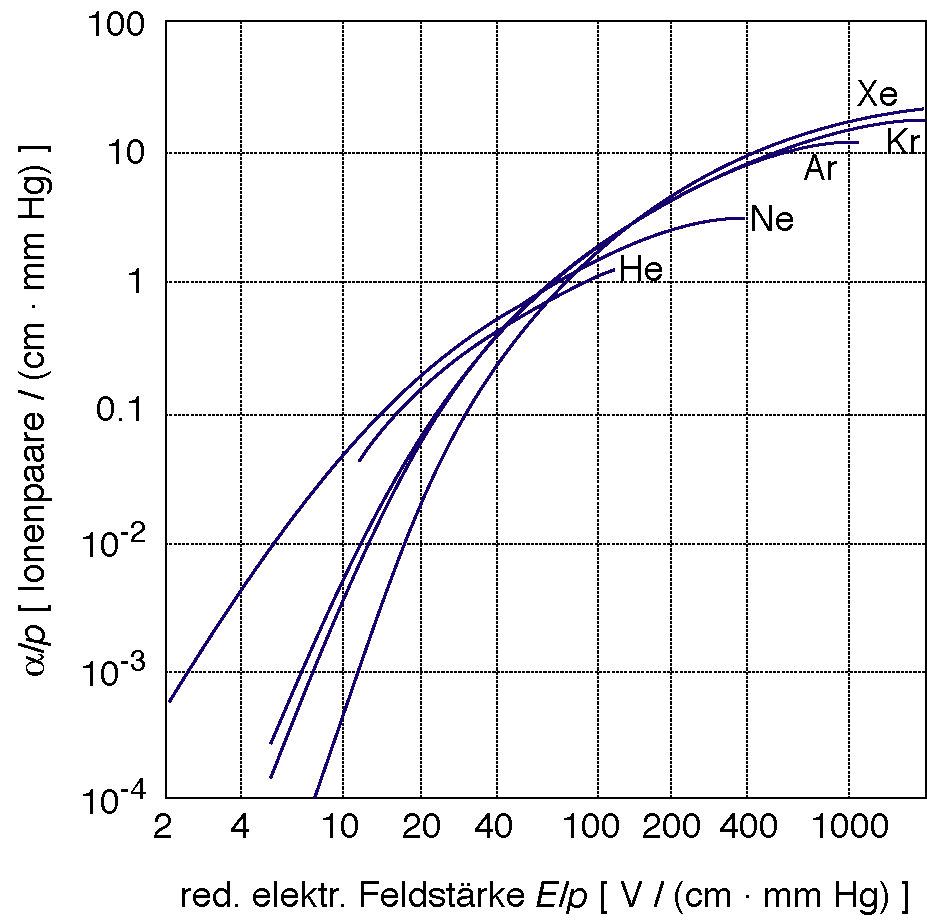 100
10
1
0.1
10-2
10-3
10-4
α/p [ Ionenpaare / (cm · mm Hg) ]
Xe
Kr
Ar
Ne
He
2 4 10 20 40 100 200 400 1000
red. elektr. Feldstärke E/p [ V / (cm · mm Hg) ]